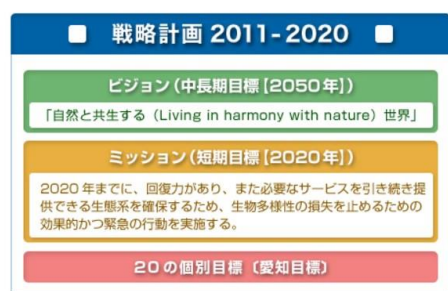 戦略計画 2011-2020
ビジョン（中長期目標【2050年】）
「自然と共生する（Living in harmony with nature）世界」
ミッション（短期目標【2020年】）
2020 年までに、回復力があり、また必要なサービスを引き続き提
供できる生態系を確保するため、生物多様性の損失を止めるための
効果的かつ緊急の行動を実施する。
20の個別目標〔愛知目標〕